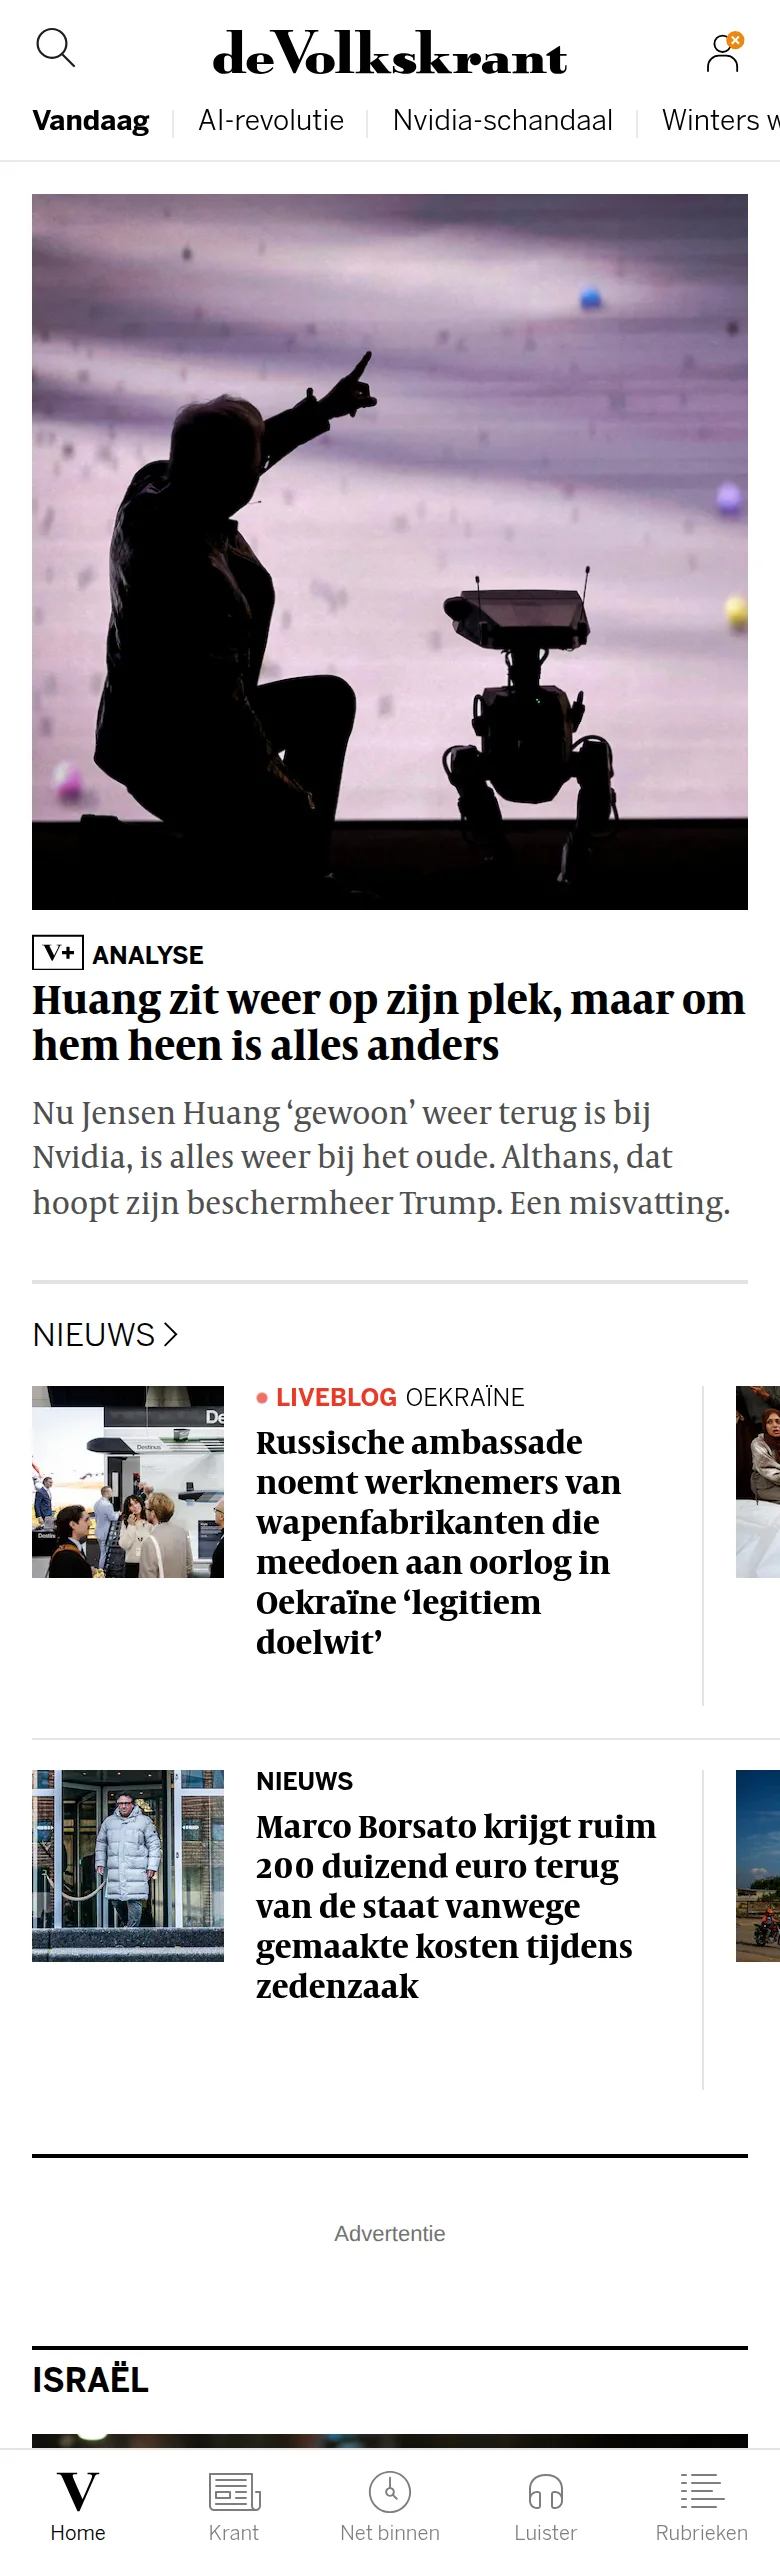 deVolkskrant
Vandaag
AI-revolutie
Nvidia-schandaal
Winters w
V+ ANALYSE
Huang zit weer op zijn plek, maar om
hem heen is alles anders
Nu Jensen Huang ‘gewoon’ weer terug is bij
Nvidia, is alles weer bij het oude. Althans, dat
hoopt zijn beschermheer Trump. Een misvatting.
NIEUWS
De
Destinus
LIVEBLOG OEKRAÏNE
Russische ambassade
noemt werknemers van
wapenfabrikanten die
meedoen aan oorlog in
Oekraïne ‘legitiem
doelwit’
NIEUWS
Marco Borsato krijgt ruim
200 duizend euro terug
van de staat vanwege
gemaakte kosten tijdens
zedenzaak
Advertentie
ISRAËL
V
Home
Krant
Net binnen
Luister
Rubrieken